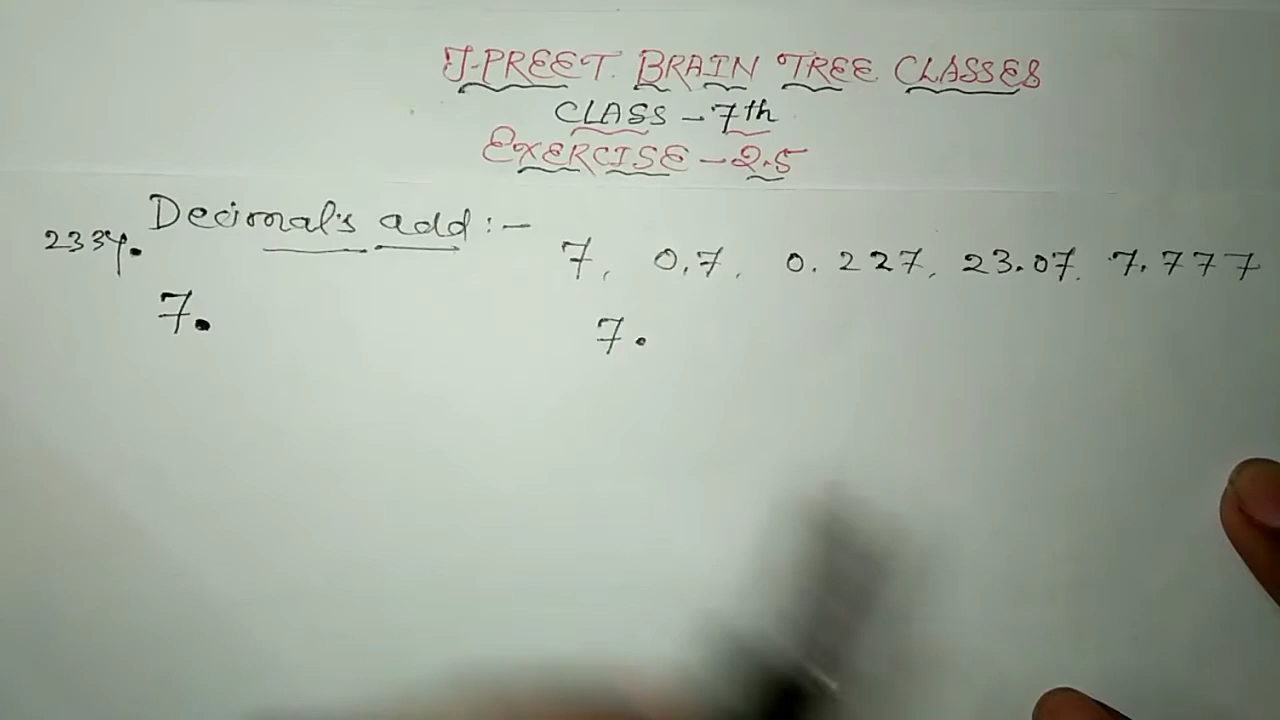 J-PREET. BRAIN TREE CLASSES
CLASS - 7th
EXERCISE - 2.5
Decimal's add :-
7, 0.7, 0.227, 23.07, 7.777
7.
7.